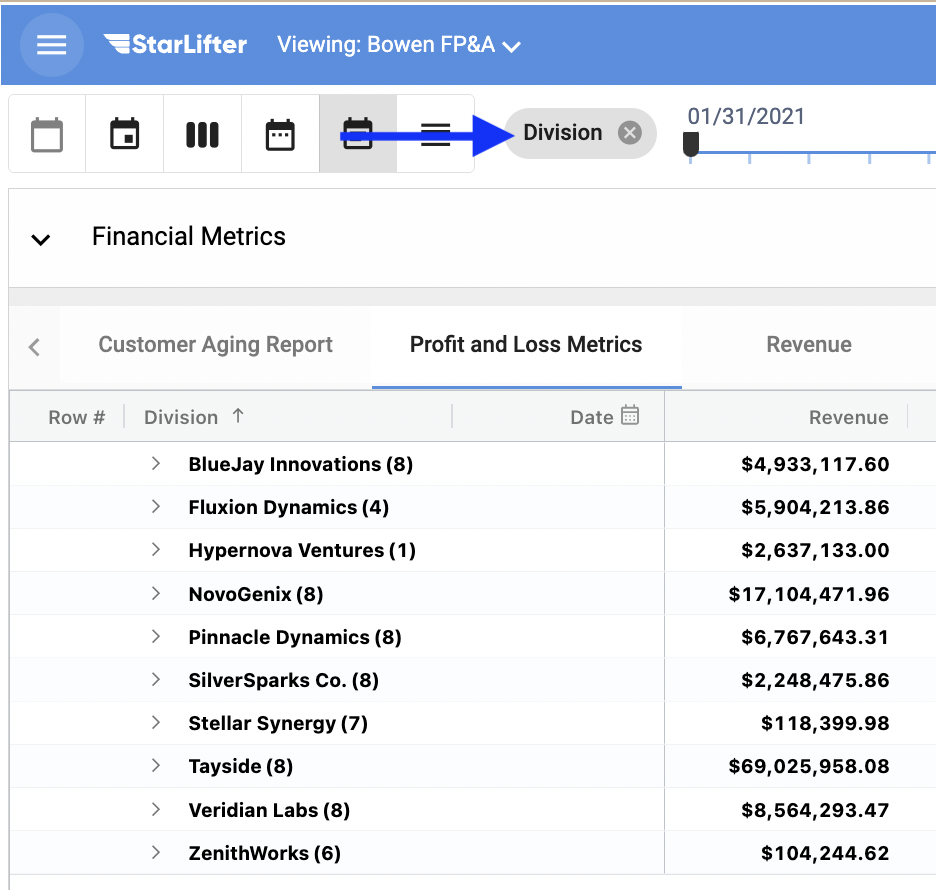 StarLifter Viewing: Bowen FP&A
Division 01/31/2021
Financial Metrics
Customer Aging Report Profit and Loss Metrics Revenue
Row # Division Date Revenue
BlueJay Innovations (8) $4,933,117.60
Fluxion Dynamics (4) $5,904,213.86
Hypernova Ventures (1) $2,637,133.00
NovoGenix (8) $17,104,471.96
Pinnacle Dynamics (8) $6,767,643.31
SilverSparks Co. (8) $2,248,475.86
Stellar Synergy (7) $118,399.98
Tayside (8) $69,025,958.08
Veridian Labs (8) $8,564,293.47
ZenithWorks (6) $104,244.62